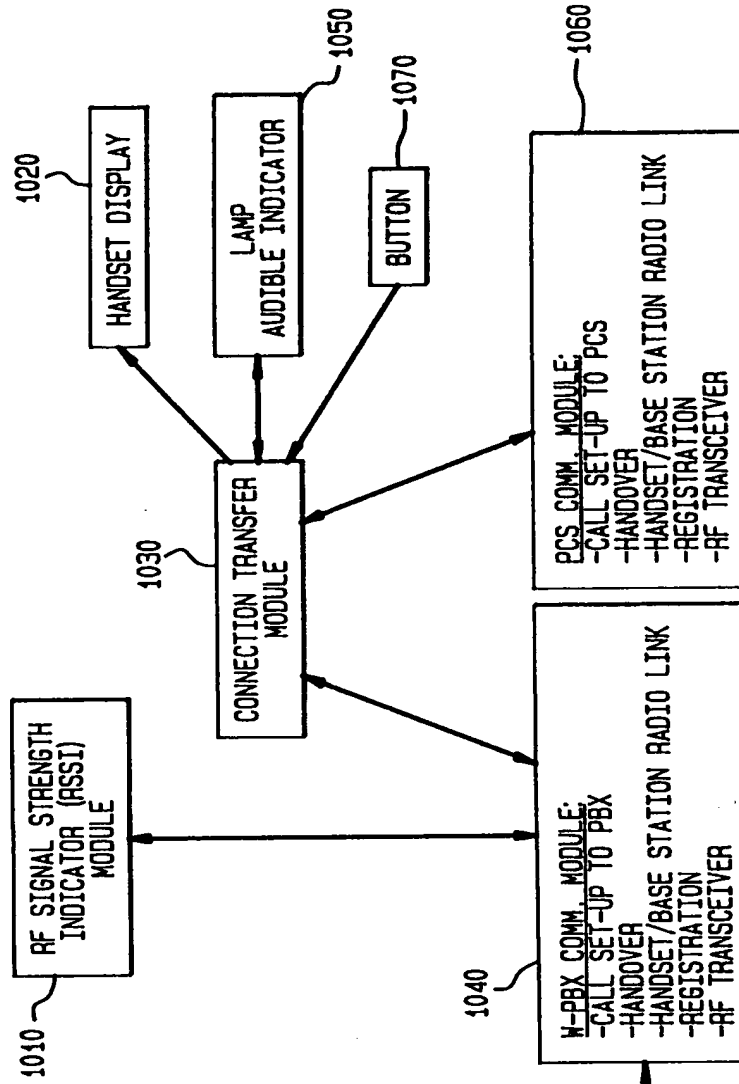 1010
RF SIGNAL STRENGTH
INDICATOR (RSSI)
MODULE
1020
HANDSET DISPLAY
1030
CONNECTION TRANSFER
MODULE
1050
LAMP
AUDIBLE INDICATOR
1070
BUTTON
1040
W-PBX COMM. MODULE:
-CALL SET-UP TO PBX
-HANDOVER
-HANDSET/BASE STATION RADIO LINK
-REGISTRATION
-RF TRANSCEIVER
1060
PCS COMM. MODULE:
-CALL SET-UP TO PCS
-HANDOVER
-HANDSET/BASE STATION RADIO LINK
-REGISTRATION
-RF TRANSCEIVER